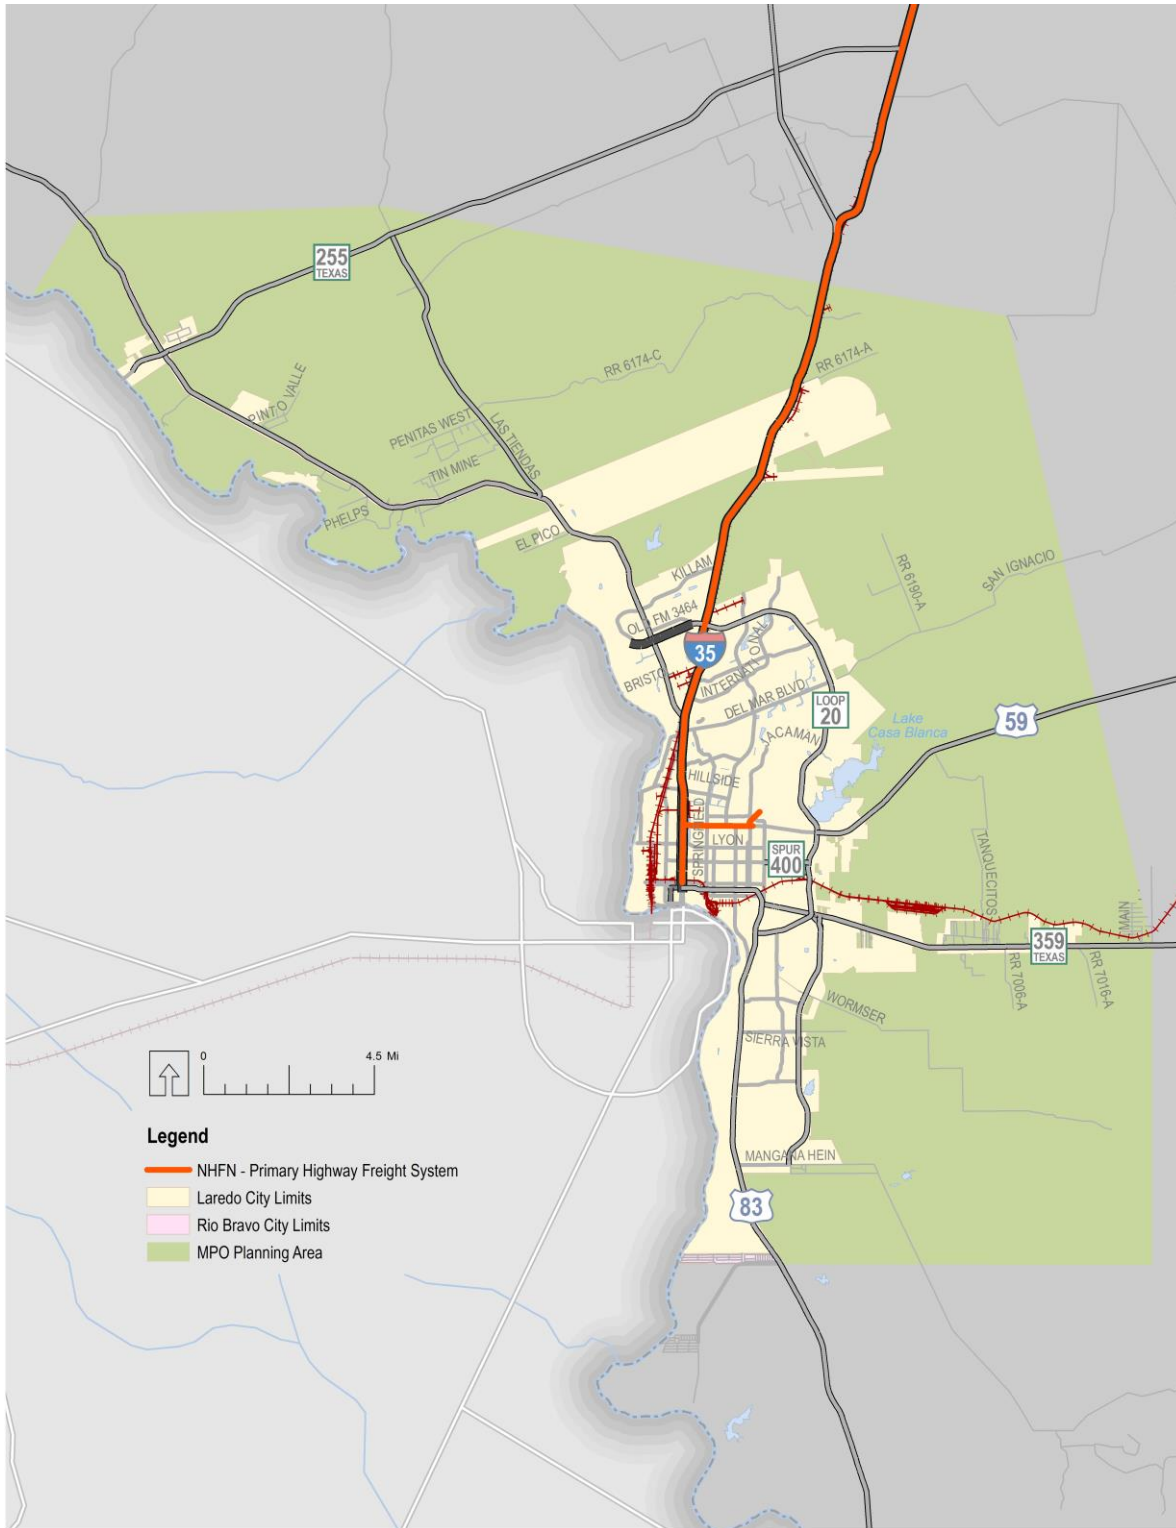 255
TEXAS
RR 6174-C
RR 6174-A
PINTO VALLE
PENITAS WEST
LAS TIENDAS
TIN MINE
PHELPS
EL PICO
KILLAM
RR 6190-A
SAN IGNACIO
OLD FM 3464
35
INTERNATIONAL
BRISTO
DEL MAR BLVD
LOOP
20
Lake
Casa Blanca
59
JACAMAN
HILLSIDE
SPRINGFIELD
LYON
SPUR
400
TANQUECITOS
MAIN
359
TEXAS
RR 7006-A
RR 7016-A
WORMSER
SIERRA VISTA
0
4.5 Mi
Legend
NHFN - Primary Highway Freight System
Laredo City Limits
Rio Bravo City Limits
MPO Planning Area
MANGANA HEIN
83